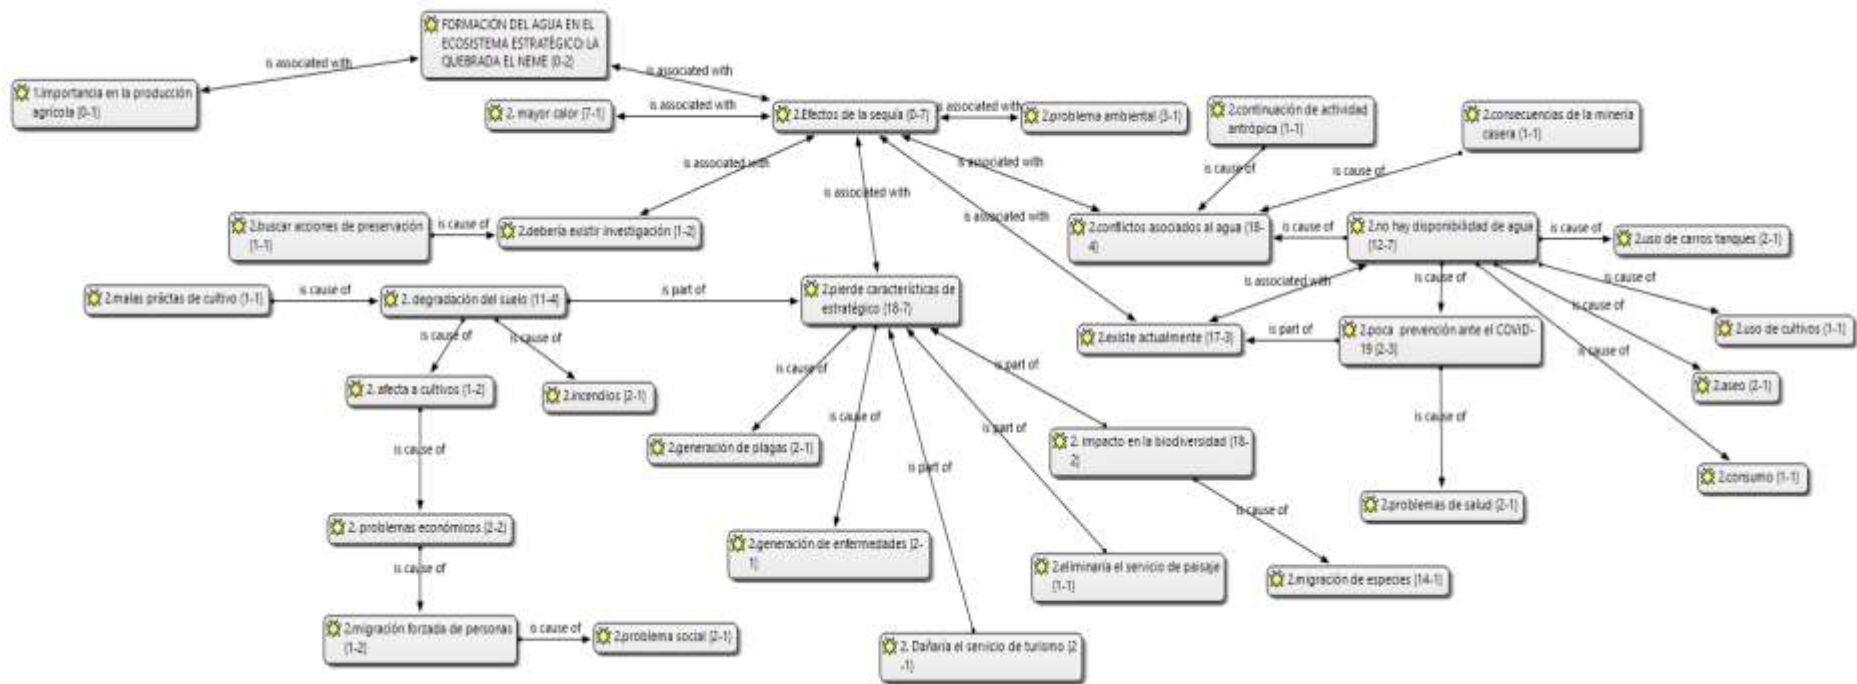 FORMACIÓN DEL AGUA EN EL
ECOSISTEMA ESTRATÉGICO: LA
QUEBRADA EL NEME {0-2}
is associated with
is associated with
1.Importancia en la producción
agrícola {0-1}
2. mayor calor {7-1}
is associated with
2.Efectos de la sequía {0-7}
is associated with
2.problema ambiental {3-1}
2.continuación de actividad
antrópica {1-1}
2.consecuencias de la minería
casera {1-1}
is associated with
is associated with
is associated with
is associated with
is cause of
is cause of
2.buscar acciones de preservación
{1-1}
is cause of
2.debería existir investigación {1-2}
2.conflictos asociados al agua {18-
4}
is cause of
2.no hay disponibilidad de agua
{12-7}
is cause of
2.uso de carros tanques {2-1}
2.malas práctas de cultivo {1-1}
is cause of
2. degradación del suelo {11-4}
is part of
2.pierde características de
estratégico {18-7}
is associated with
is cause of
is cause of
is cause of
is cause of
2.existe actualmente {17-3}
is part of
2.poca prevención ante el COVID-
19 {2-3}
2.uso de cultivos {1-1}
is cause of
is cause of
2. afecta a cultivos {1-2}
2.incendios {2-1}
is cause of
is cause of
is part of
is part of
is part of
2.aseo {2-1}
is cause of
is cause of
2.generación de plagas {2-1}
2. impacto en la biodiversidad {18-
2}
2.consumo {1-1}
2. problemas económicos {2-2}
2.problemas de salud {2-1}
is cause of
2.generación de enfermedades {2-
1}
2.eliminaría el servicio de paisaje
{1-1}
2.migración de especies {14-1}
is cause of
2.migración forzada de personas
{1-2}
is cause of
2.problema social {2-1}
2. Dañaría el servicio de turismo {2
-1}